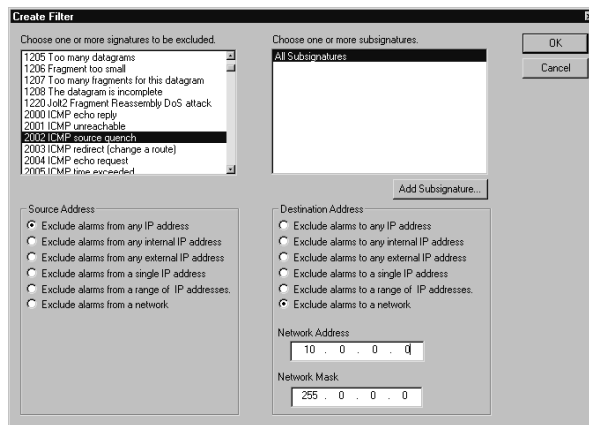 Create Filter
Choose one or more signatures to be excluded.
1205 Too many datagrams
1206 Fragment too small
1207 Too many fragments for this datagram
1208 The datagram is incomplete
1220 Jolt2 Fragment Reassembly DoS attack
2000 ICMP echo reply
2001 ICMP unreachable
2002 ICMP source quench
2003 ICMP redirect (change a route)
2004 ICMP echo request
2005 ICMP time exceeded
Choose one or more subsignatures.
All Subsignatures
Add Subsignature...
OK
Cancel
Source Address
Exclude alarms from any IP address
Exclude alarms from any internal IP address
Exclude alarms from any external IP address
Exclude alarms from a single IP address
Exclude alarms from a range of IP addresses.
Exclude alarms from a network
Destination Address
Exclude alarms to any IP address
Exclude alarms to any internal IP address
Exclude alarms to any external IP address
Exclude alarms to a single IP address
Exclude alarms to a range of IP addresses.
Exclude alarms to a network
Network Address
10 . 0 . 0 . 0
Network Mask
255 . 0 . 0 . 0